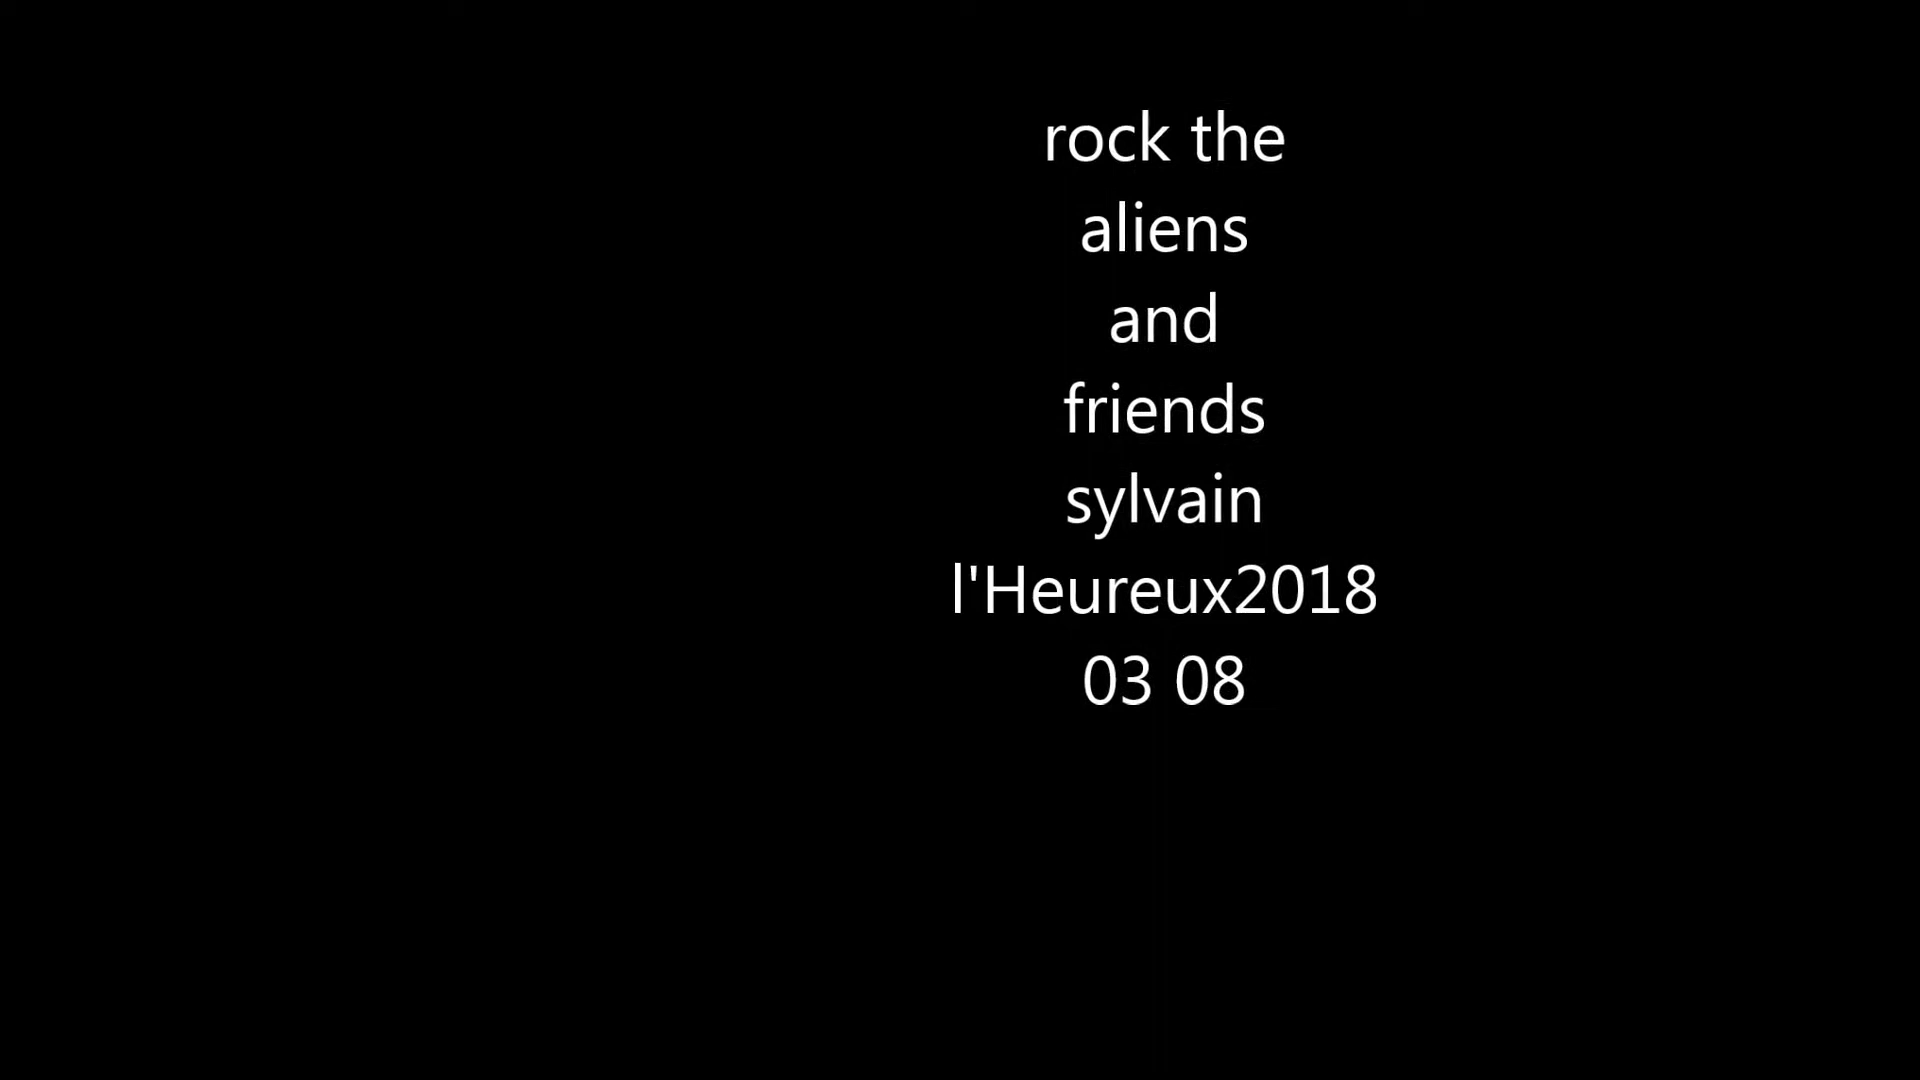 rock the
aliens
and
friends
sylvain
l'Heureux2018
03 08